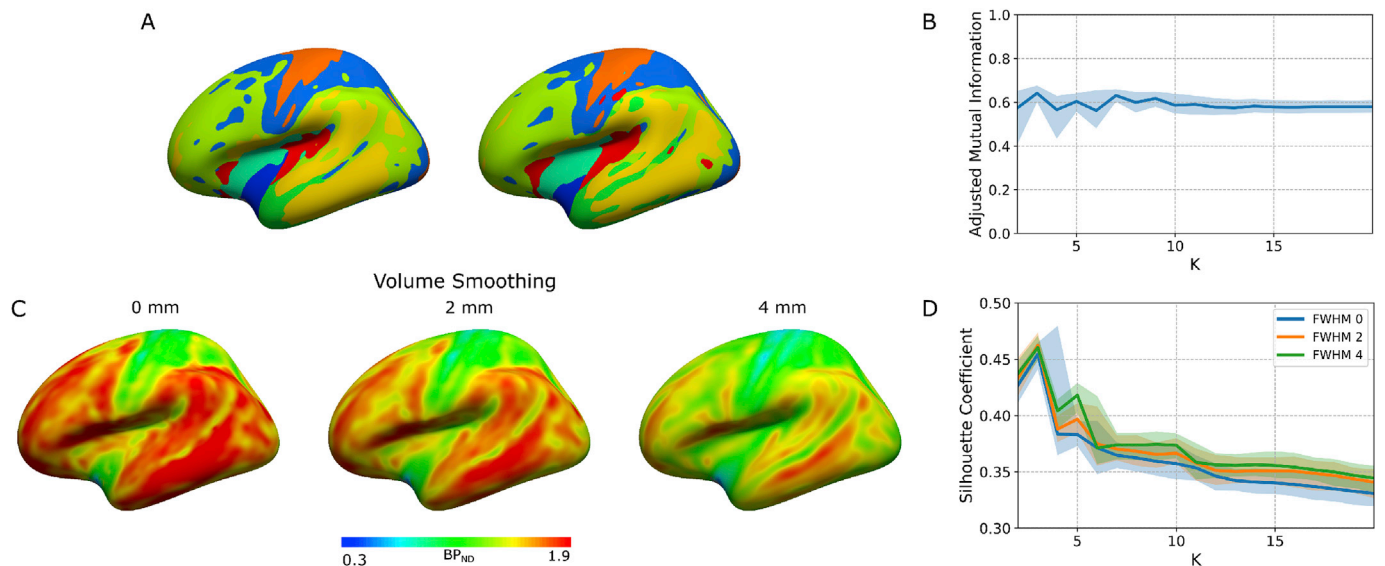 A
B
Adjusted Mutual Information
1.0
0.8
0.6
0.4
0.2
0.0
5
10
15
K
Volume Smoothing
C
0 mm
2 mm
4 mm
0.3
BP_ND
1.9
D
Silhouette Coefficient
0.50
0.45
0.40
0.35
0.30
FWHM 0
FWHM 2
FWHM 4
5
10
15
K